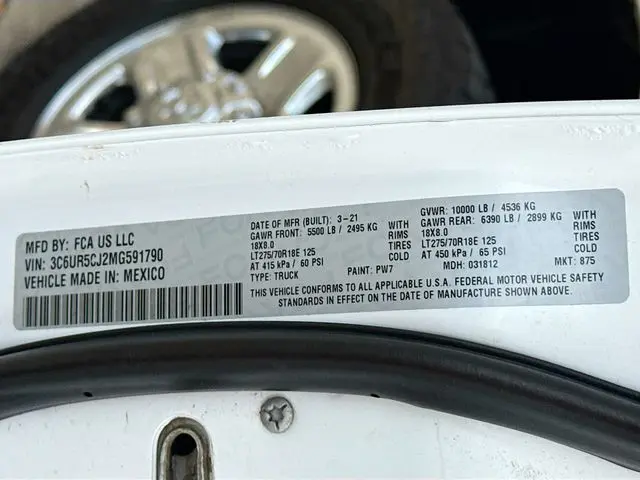 MFD BY: FCA US LLC
VIN: 3C6UR5CJ2MG591790
VEHICLE MADE IN: MEXICO
DATE OF MFR (BUILT): 3-21
GAWR FRONT: 5500 LB / 2495 KG WITH
18X8.0 RIMS
LT275/70R18E 125 TIRES
AT 415 kPa / 60 PSI COLD
TYPE: TRUCK PAINT: PW7
GVWR: 10000 LB / 4536 KG
GAWR REAR: 6390 LB / 2899 KG WITH
18X8.0 RIMS
LT275/70R18E 125 TIRES
AT 450 kPa / 65 PSI COLD
MDH: 031812 MKT: 875
THIS VEHICLE CONFORMS TO ALL APPLICABLE U.S.A. FEDERAL MOTOR VEHICLE SAFETY
STANDARDS IN EFFECT ON THE DATE OF MANUFACTURE SHOWN ABOVE.